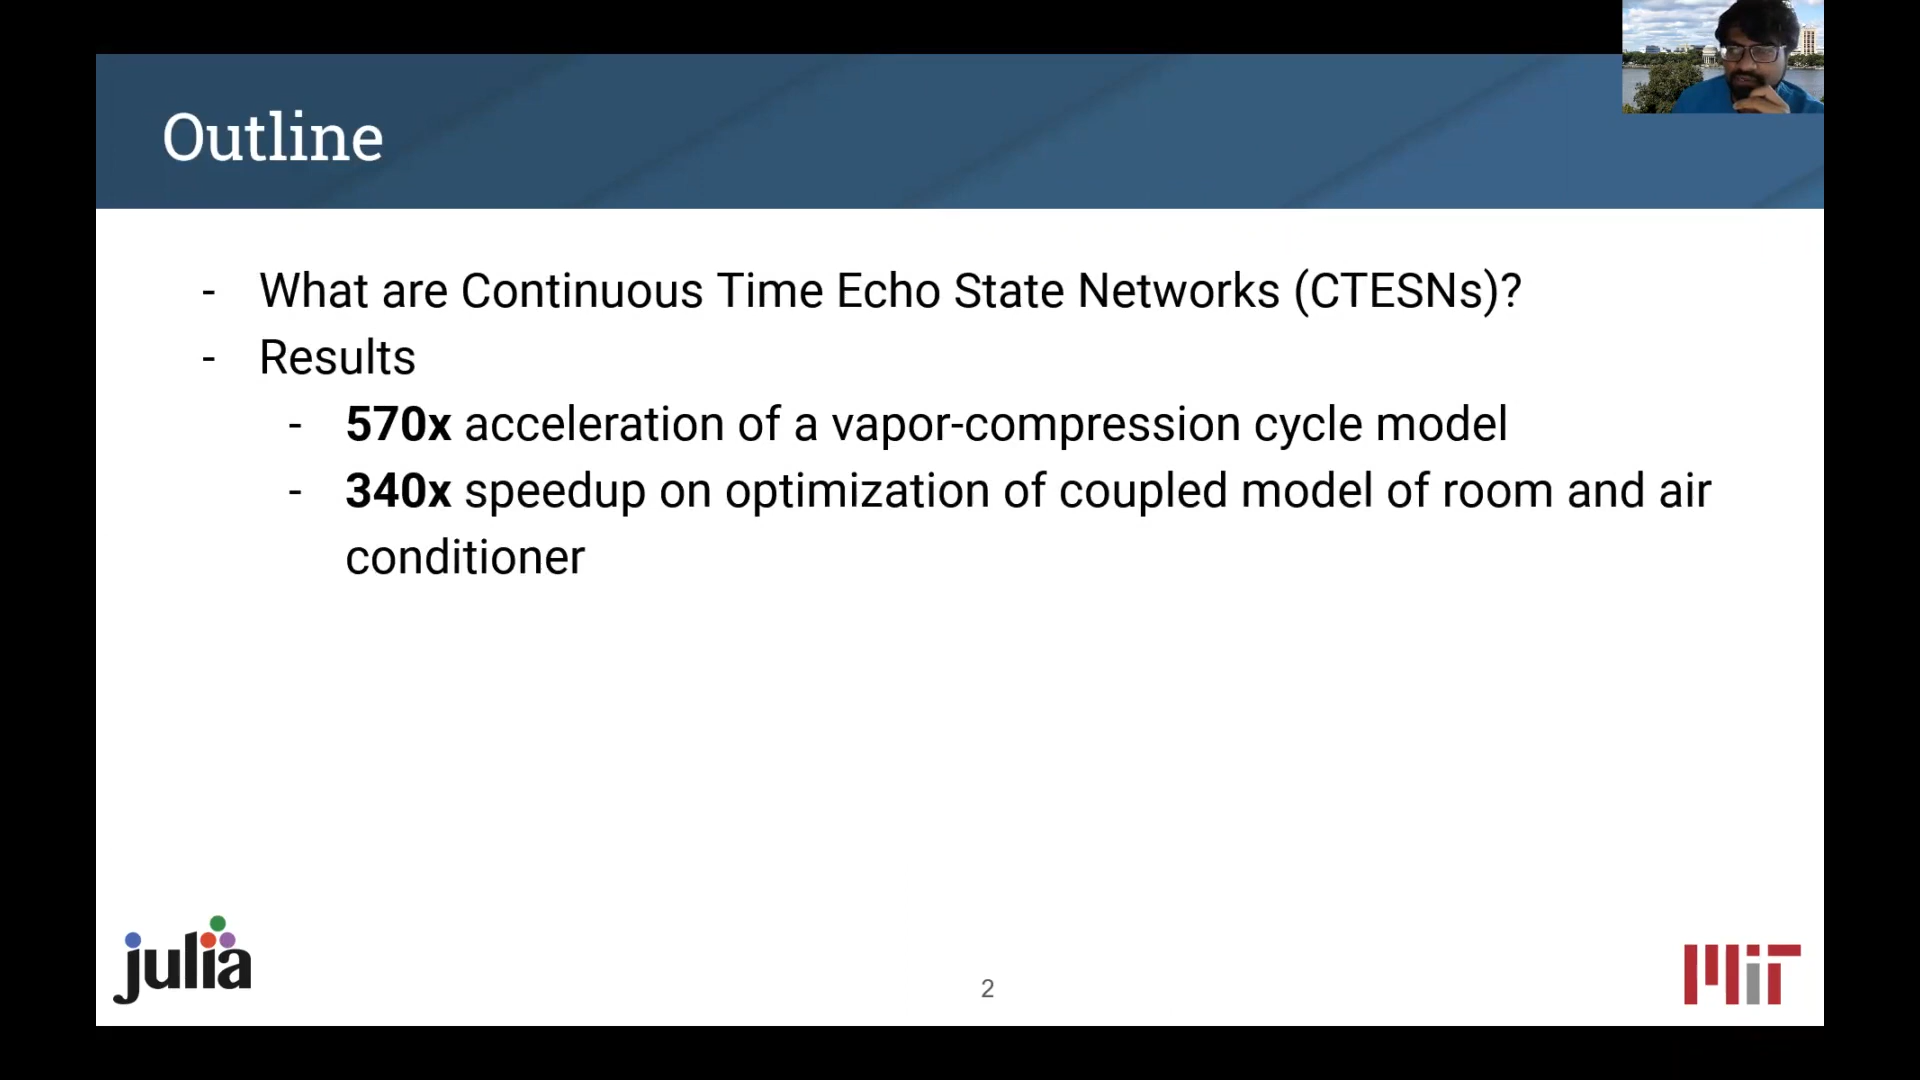 Outline
- What are Continuous Time Echo State Networks (CTESNs)?
- Results
- 570x acceleration of a vapor-compression cycle model
- 340x speedup on optimization of coupled model of room and air
conditioner
julia
2
MIT